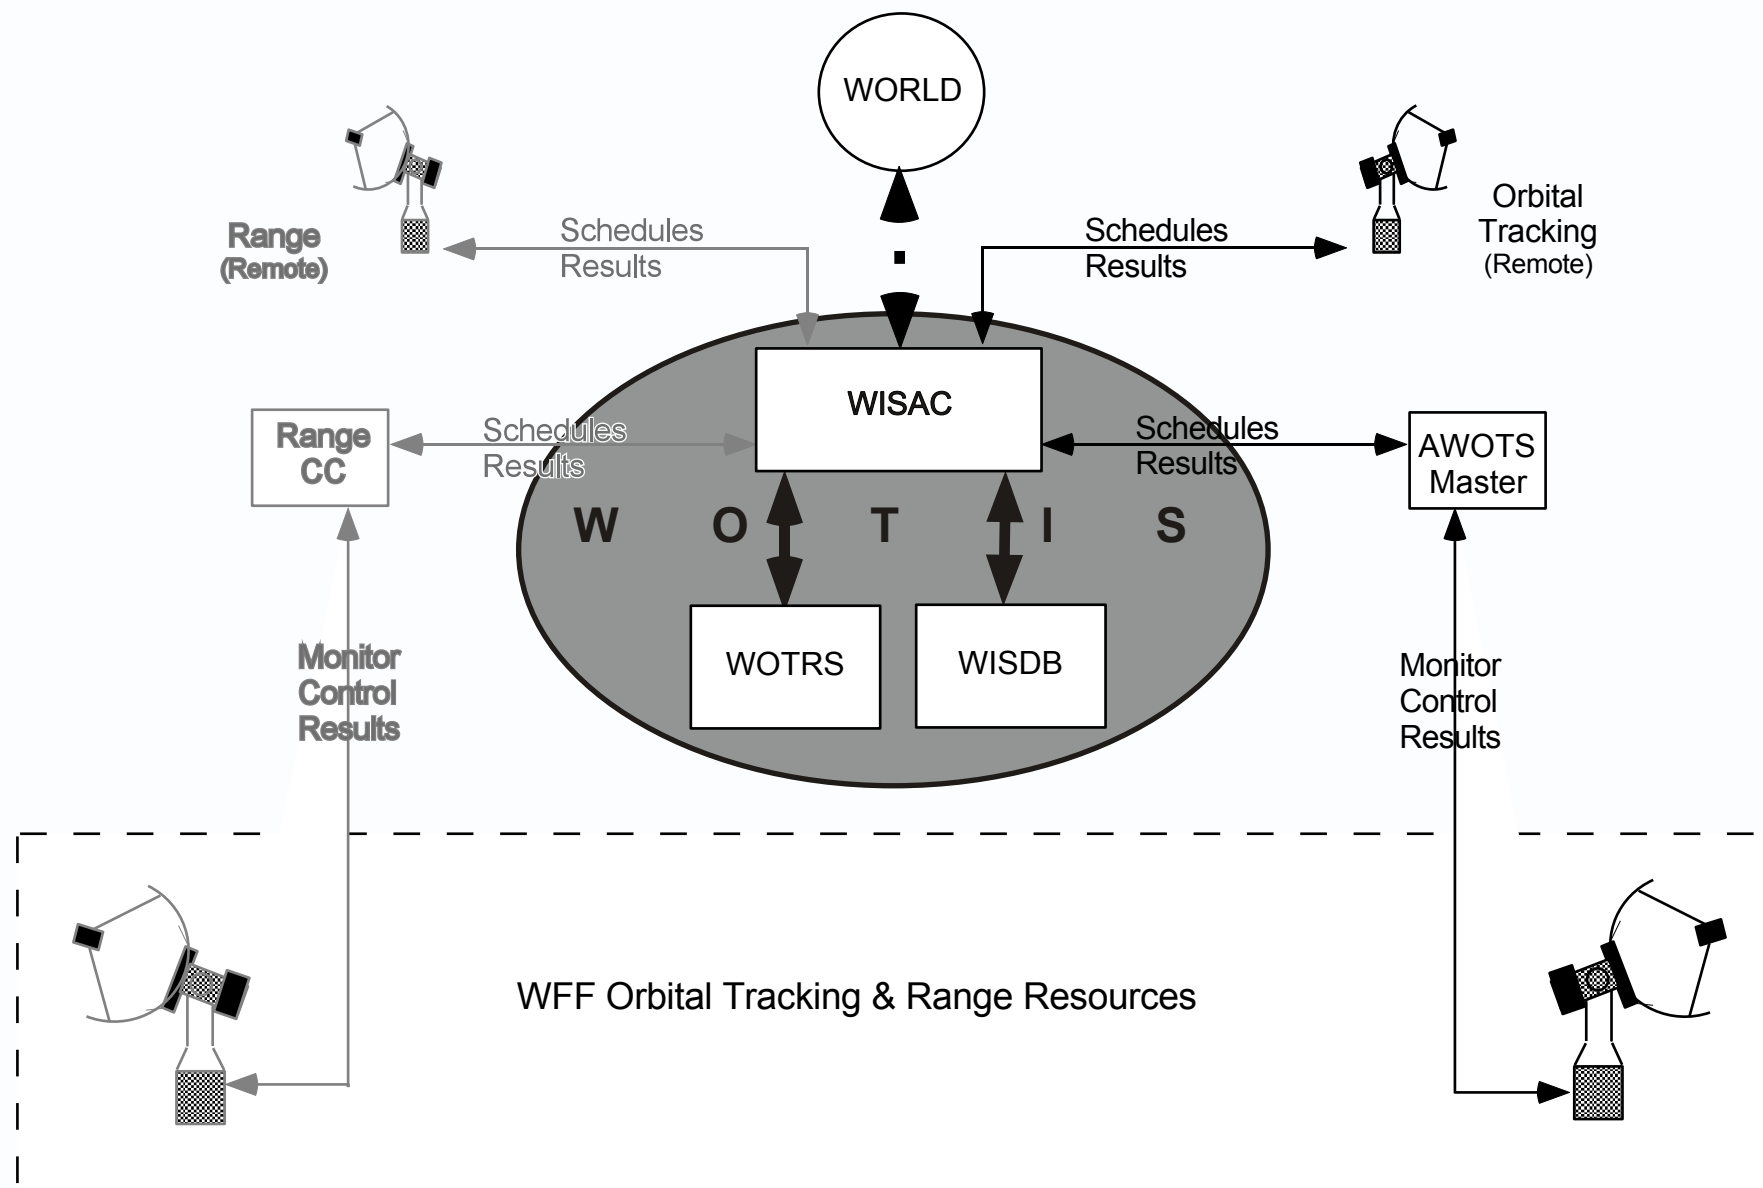 WORLD
Range
(Remote)
Schedules
Results
Schedules
Results
Orbital
Tracking
(Remote)
WISAC
Range
CC
Schedules
Results
Schedules
Results
AWOTS
Master
W O T I S
WOTRS
WISDB
Monitor
Control
Results
Monitor
Control
Results
WFF Orbital Tracking & Range Resources